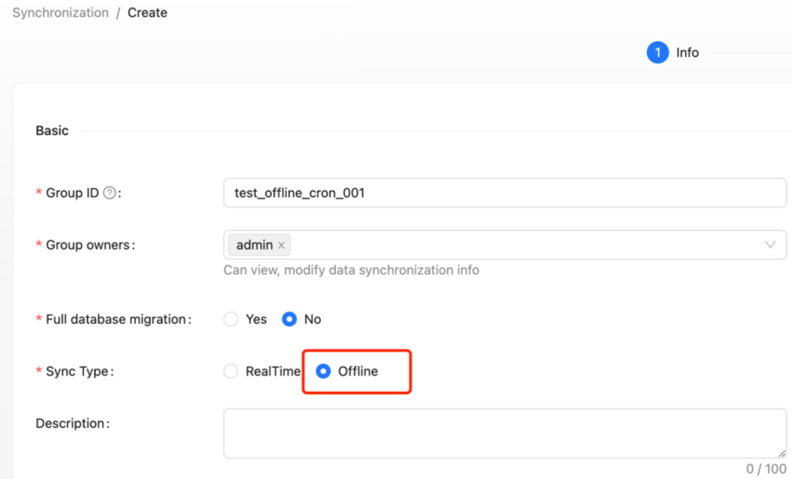 Synchronization / Create
1 Info
Basic
* Group ID ? :
test_offline_cron_001
* Group owners :
admin ×
Can view, modify data synchronization info
* Full database migration : Yes No
* Sync Type : RealTime Offline
Description :
0 / 100